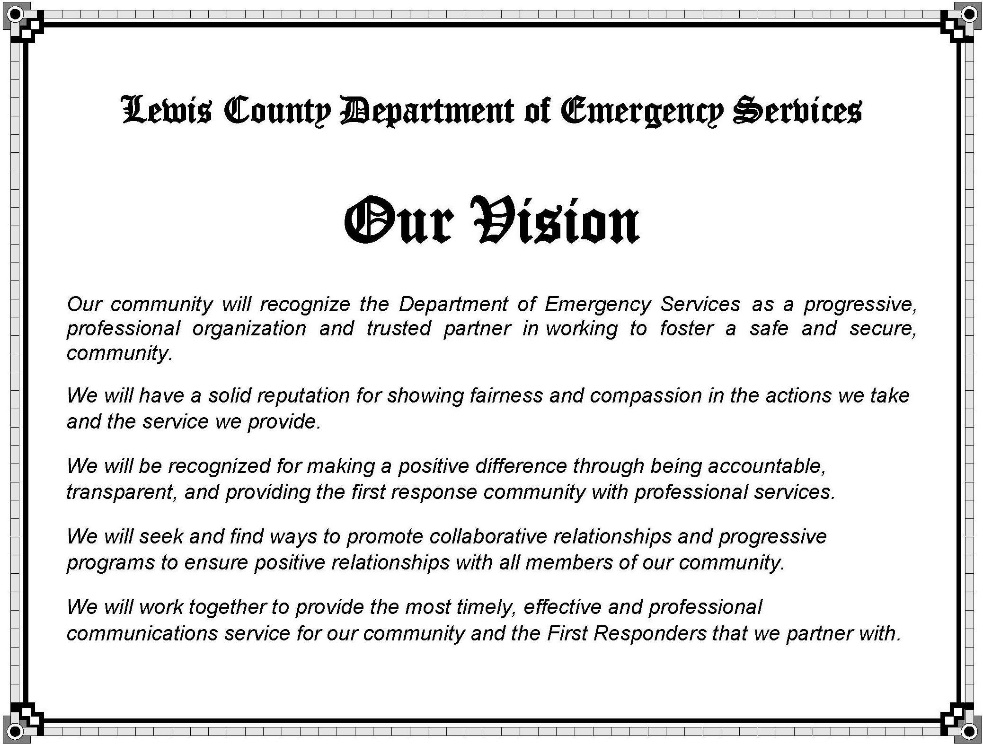 Lewis County Department of Emergency Services
Our Vision
Our community will recognize the Department of Emergency Services as a progressive,
professional organization and trusted partner in working to foster a safe and secure,
community.
We will have a solid reputation for showing fairness and compassion in the actions we take
and the service we provide.
We will be recognized for making a positive difference through being accountable,
transparent, and providing the first response community with professional services.
We will seek and find ways to promote collaborative relationships and progressive
programs to ensure positive relationships with all members of our community.
We will work together to provide the most timely, effective and professional
communications service for our community and the First Responders that we partner with.